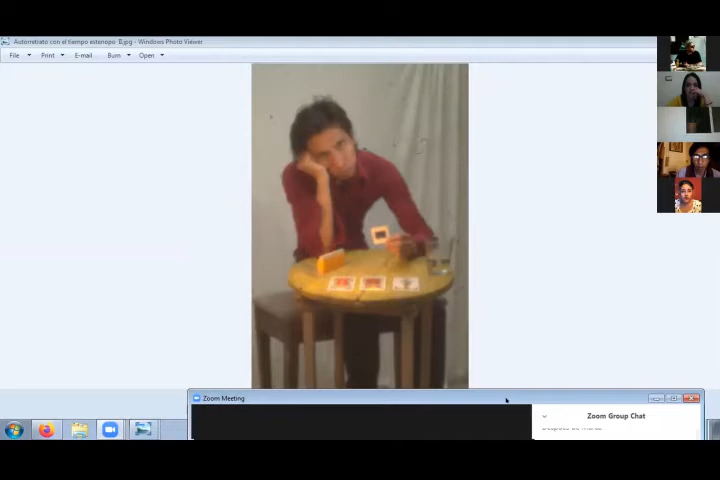 Autorretrato con el tiempo estenopo II.jpg - Windows Photo Viewer
File Print E-mail Burn Open
Zoom Meeting
Zoom Group Chat